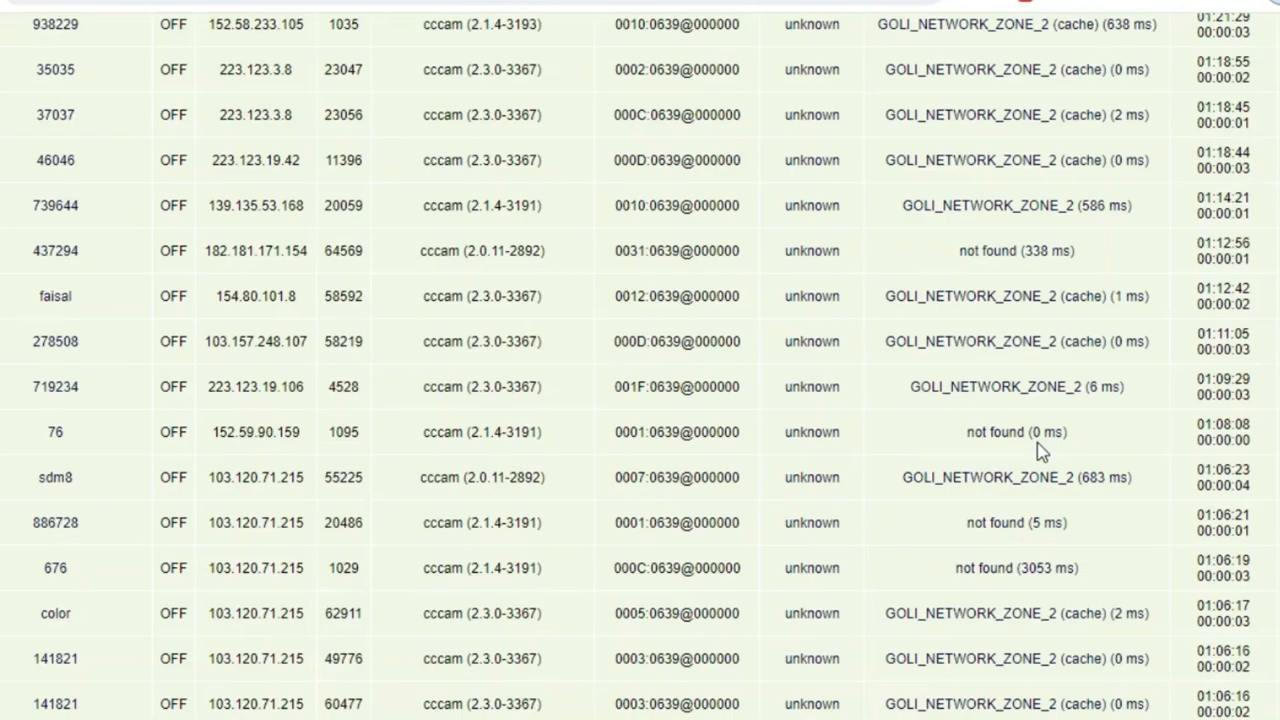 938229 OFF 152.58.233.105 1035 cccam (2.1.4-3193) 0010:0639@000000 unknown GOLI_NETWORK_ZONE_2 (cache) (638 ms) 01:21:29
00:00:03
35035 OFF 223.123.3.8 23047 cccam (2.3.0-3367) 0002:0639@000000 unknown GOLI_NETWORK_ZONE_2 (cache) (0 ms) 01:18:55
00:00:02
37037 OFF 223.123.3.8 23056 cccam (2.3.0-3367) 000C:0639@000000 unknown GOLI_NETWORK_ZONE_2 (cache) (2 ms) 01:18:45
00:00:01
46046 OFF 223.123.19.42 11396 cccam (2.3.0-3367) 000D:0639@000000 unknown GOLI_NETWORK_ZONE_2 (cache) (0 ms) 01:18:44
00:00:03
739644 OFF 139.135.53.168 20059 cccam (2.1.4-3191) 0010:0639@000000 unknown GOLI_NETWORK_ZONE_2 (586 ms) 01:14:21
00:00:01
437294 OFF 182.181.171.154 64569 cccam (2.0.11-2892) 0031:0639@000000 unknown not found (338 ms) 01:12:56
00:00:01
faisal OFF 154.80.101.8 58592 cccam (2.3.0-3367) 0012:0639@000000 unknown GOLI_NETWORK_ZONE_2 (cache) (1 ms) 01:12:42
00:00:02
278508 OFF 103.157.248.107 58219 cccam (2.3.0-3367) 000D:0639@000000 unknown GOLI_NETWORK_ZONE_2 (cache) (0 ms) 01:11:05
00:00:03
719234 OFF 223.123.19.106 4528 cccam (2.3.0-3367) 001F:0639@000000 unknown GOLI_NETWORK_ZONE_2 (6 ms) 01:09:29
00:00:03
76 OFF 152.59.90.159 1095 cccam (2.1.4-3191) 0001:0639@000000 unknown not found (0 ms) 01:08:08
00:00:00
sdm8 OFF 103.120.71.215 55225 cccam (2.0.11-2892) 0007:0639@000000 unknown GOLI_NETWORK_ZONE_2 (683 ms) 01:06:23
00:00:04
886728 OFF 103.120.71.215 20486 cccam (2.1.4-3191) 0001:0639@000000 unknown not found (5 ms) 01:06:21
00:00:01
676 OFF 103.120.71.215 1029 cccam (2.1.4-3191) 000C:0639@000000 unknown not found (3053 ms) 01:06:19
00:00:03
color OFF 103.120.71.215 62911 cccam (2.3.0-3367) 0005:0639@000000 unknown GOLI_NETWORK_ZONE_2 (cache) (2 ms) 01:06:17
00:00:03
141821 OFF 103.120.71.215 49776 cccam (2.3.0-3367) 0003:0639@000000 unknown GOLI_NETWORK_ZONE_2 (cache) (0 ms) 01:06:16
00:00:02
141821 OFF 103.120.71.215 60477 cccam (2.3.0-3367) 0003:0639@000000 unknown GOLI_NETWORK_ZONE_2 (cache) (0 ms) 01:06:16
00:00:02